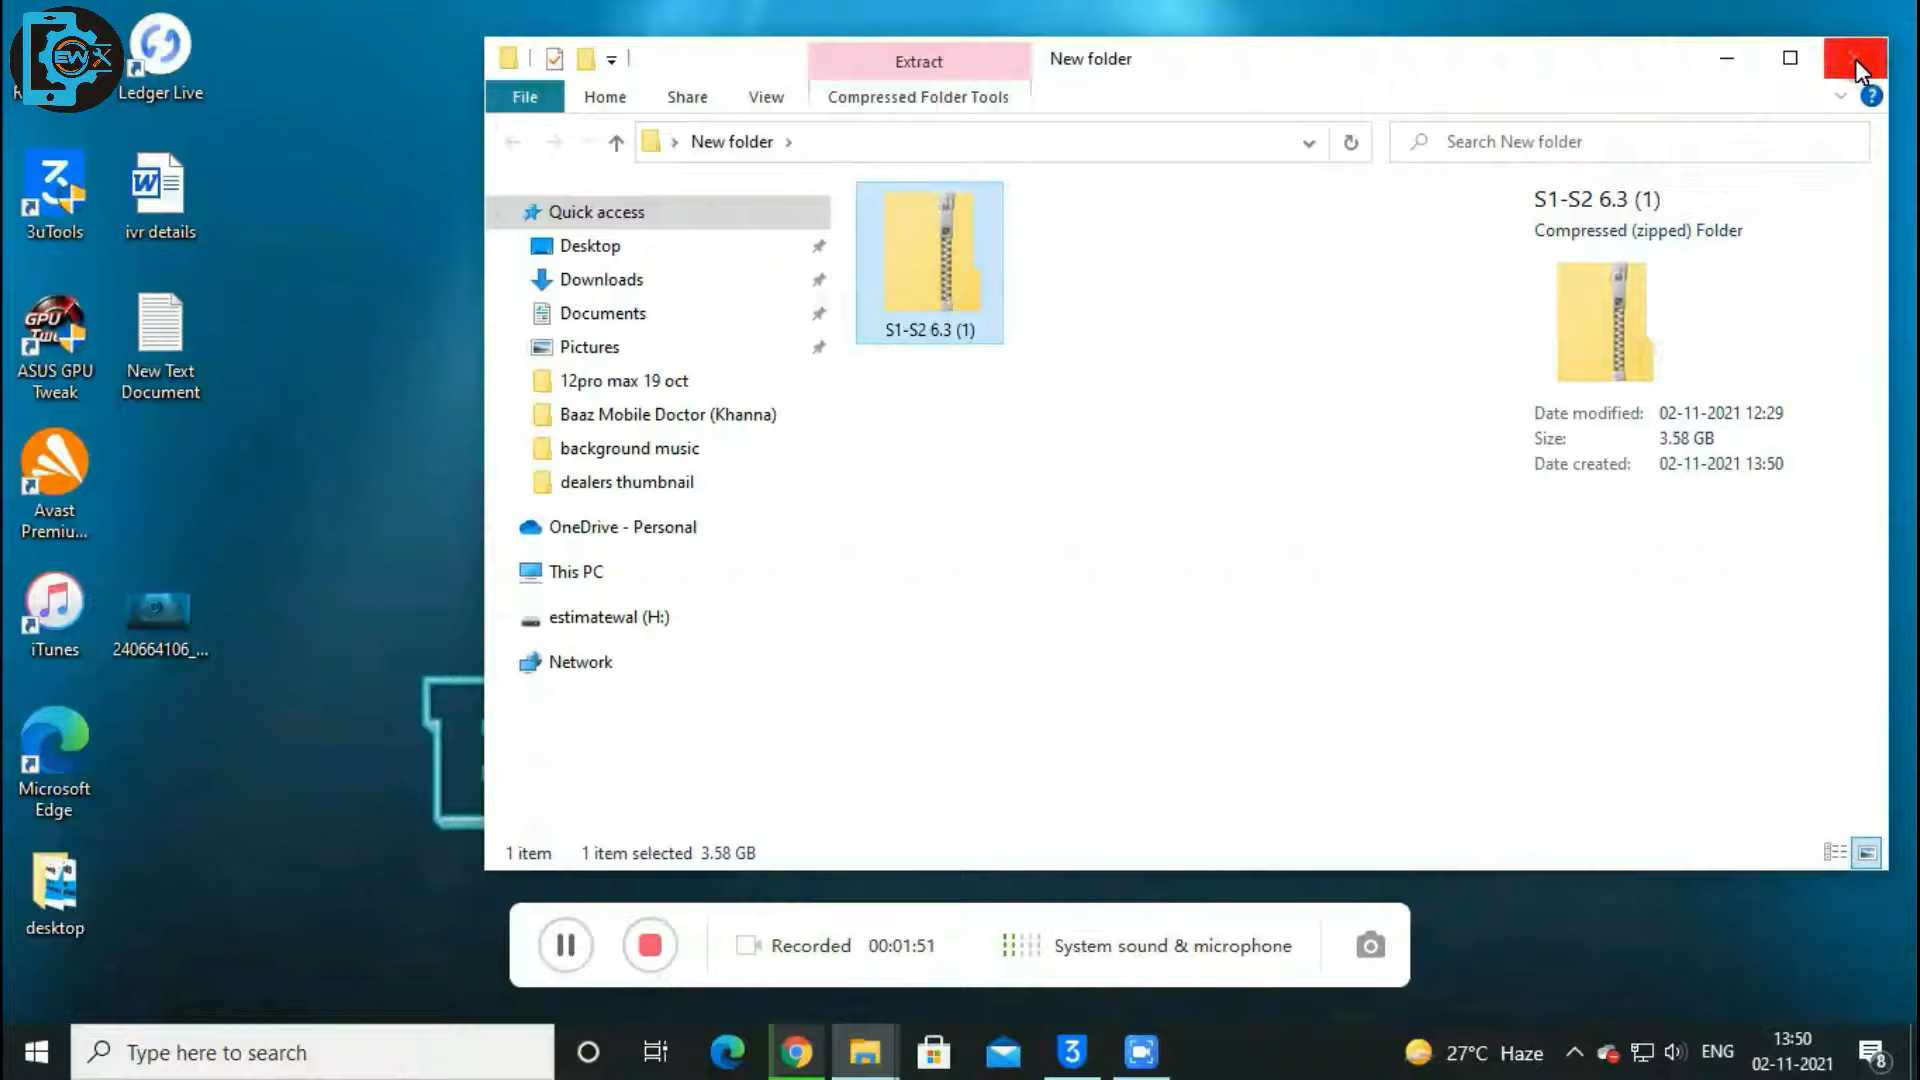 EW
Ledger Live
3uTools
ivr details
GPU
ASUS GPU
Tweak
New Text
Document
Avast
Premiu...
iTunes
240664106_...
Microsoft
Edge
desktop
Extract
New folder
File
Home
Share
View
Compressed Folder Tools
New folder
Search New folder
Quick access
Desktop
Downloads
Documents
Pictures
12pro max 19 oct
Baaz Mobile Doctor (Khanna)
background music
dealers thumbnail
OneDrive - Personal
This PC
estimatewal (H:)
Network
S1-S2 6.3 (1)
S1-S2 6.3 (1)
Compressed (zipped) Folder
Date modified: 02-11-2021 12:29
Size: 3.58 GB
Date created: 02-11-2021 13:50
1 item 1 item selected 3.58 GB
Recorded 00:01:51
System sound & microphone
Type here to search
27°C Haze
ENG
13:50
02-11-2021
8